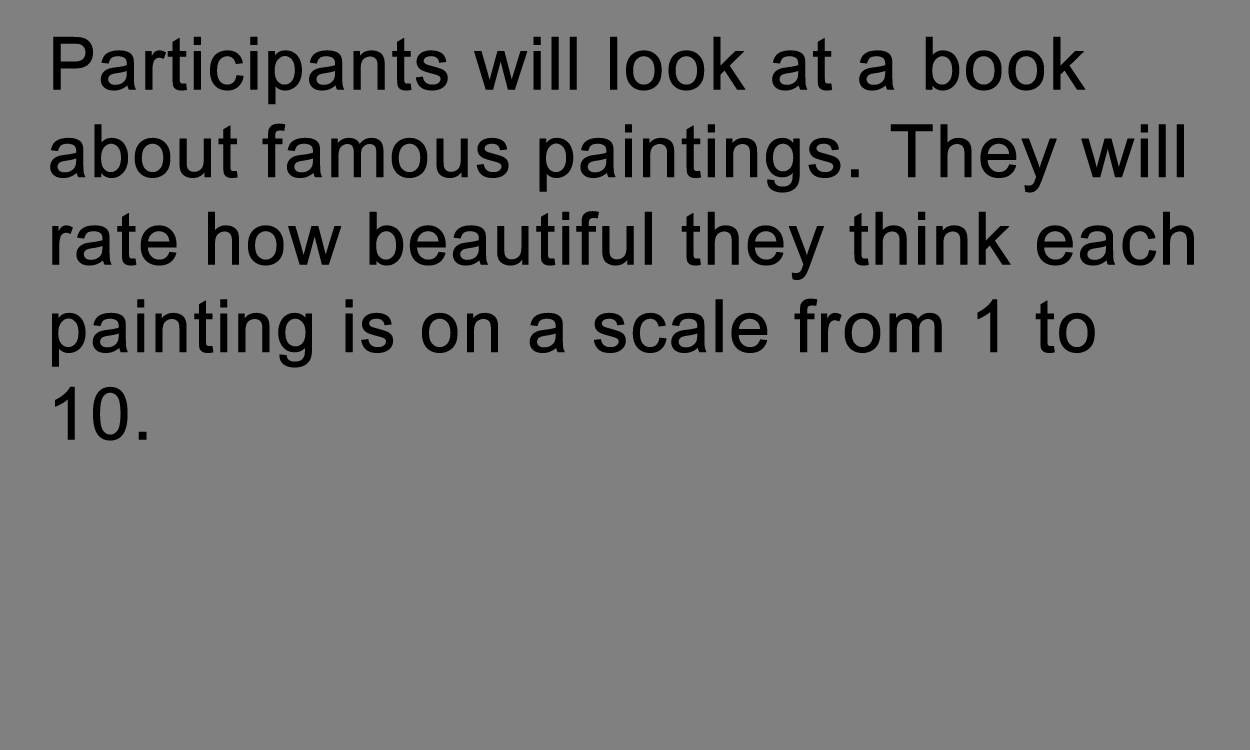 Participants will look at a book
about famous paintings. They will
rate how beautiful they think each
painting is on a scale from 1 to
10.